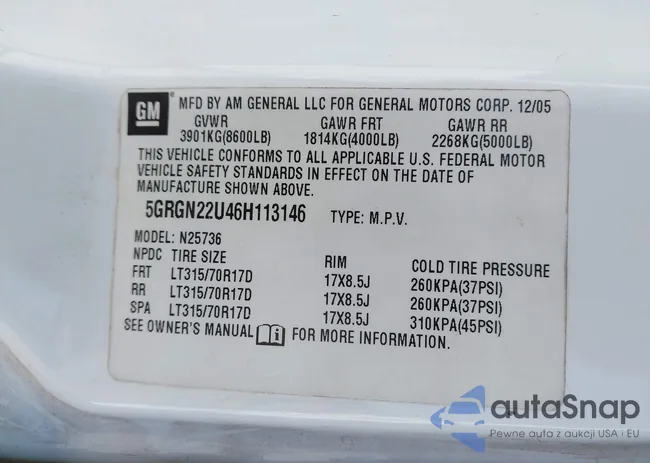 GM
MFD BY AM GENERAL LLC FOR GENERAL MOTORS CORP. 12/05
GVWR GAWR FRT GAWR RR
3901KG(8600LB) 1814KG(4000LB) 2268KG(5000LB)
THIS VEHICLE CONFORMS TO ALL APPLICABLE U.S. FEDERAL MOTOR
VEHICLE SAFETY STANDARDS IN EFFECT ON THE DATE OF
MANUFACTURE SHOWN ABOVE.
5GRGN22U46H113146 TYPE: M.P.V.
MODEL: N25736
NPDC TIRE SIZE RIM COLD TIRE PRESSURE
FRT LT315/70R17D 17X8.5J 260KPA(37PSI)
RR LT315/70R17D 17X8.5J 260KPA(37PSI)
SPA LT315/70R17D 17X8.5J 310KPA(45PSI)
SEE OWNER'S MANUAL FOR MORE INFORMATION.
autoSnap
Pewne auta z aukcji USA i EU